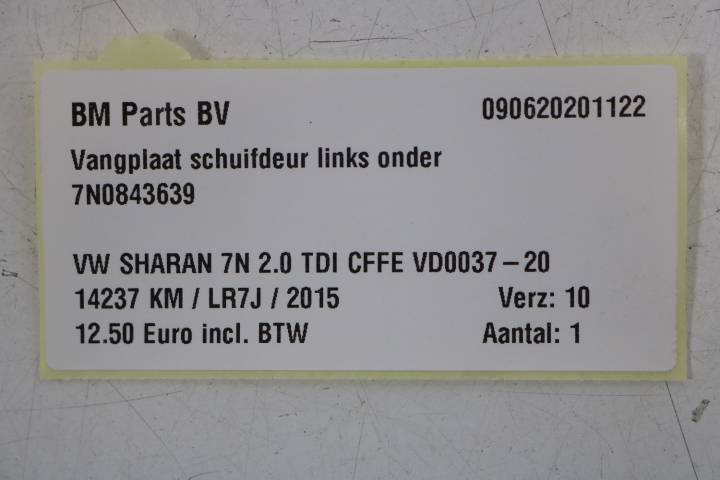 BM Parts BV 090620201122
Vangplaat schuifdeur links onder
7N0843639
VW SHARAN 7N 2.0 TDI CFFE VD0037-20
14237 KM / LR7J / 2015 Verz: 10
12.50 Euro incl. BTW Aantal: 1